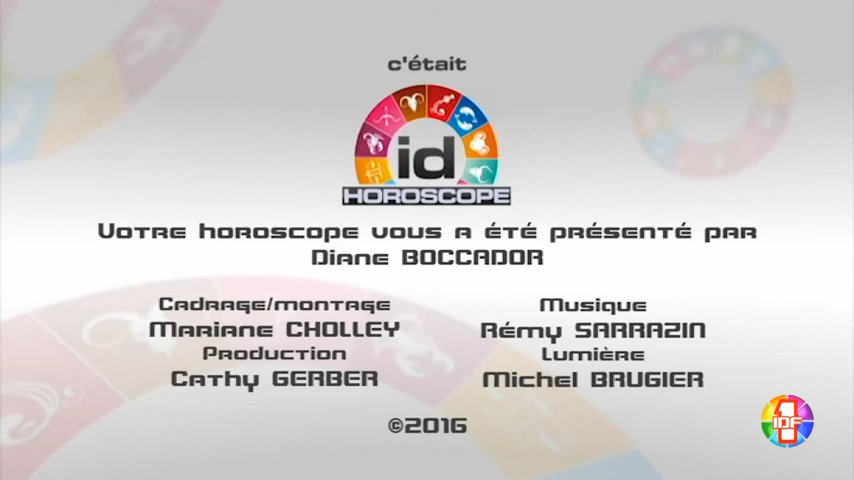 c'était
id
HOROSCOPE
Votre horoscope vous a été présenté par
Diane BOCCADOR
Cadrage/montage
Mariane CHOLLEY
Production
Cathy GERBER
Musique
Rémy SARRAZIN
Lumière
Michel BRUGIER
©2016
1
IDF